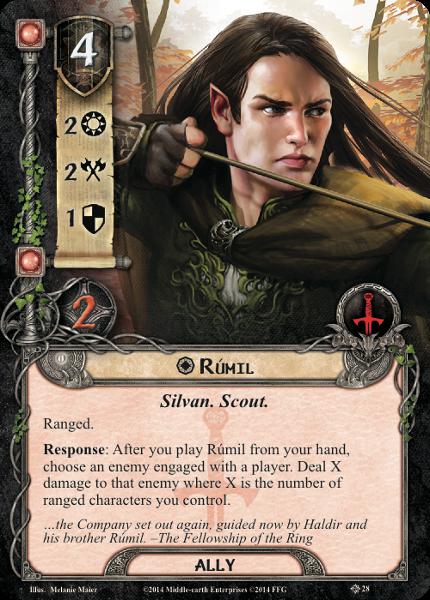 4
2
2
1
2
RÚMIL
Silvan. Scout.
Ranged.
Response: After you play Rúmil from your hand,
choose an enemy engaged with a player. Deal X
damage to that enemy where X is the number of
ranged characters you control.
…the Company set out again, guided now by Haldir and
his brother Rúmil. –The Fellowship of the Ring
ALLY
Illus. Melanie Maier ©2014 Middle-earth Enterprises ©2014 FFG 28